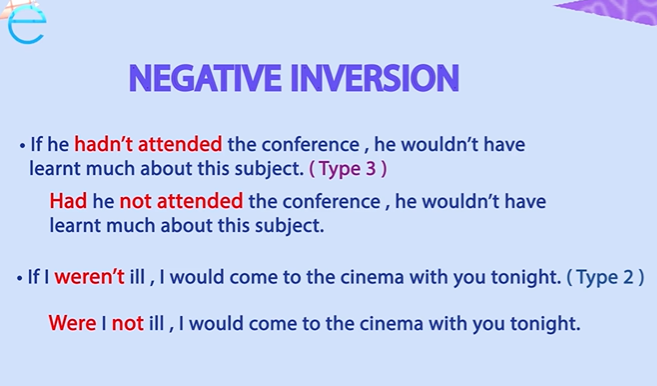 e
NEGATIVE INVERSION
• If he hadn't attended the conference , he wouldn't have
learnt much about this subject. ( Type 3 )
Had he not attended the conference , he wouldn't have
learnt much about this subject.
• If I weren't ill , I would come to the cinema with you tonight. ( Type 2 )
Were I not ill , I would come to the cinema with you tonight.